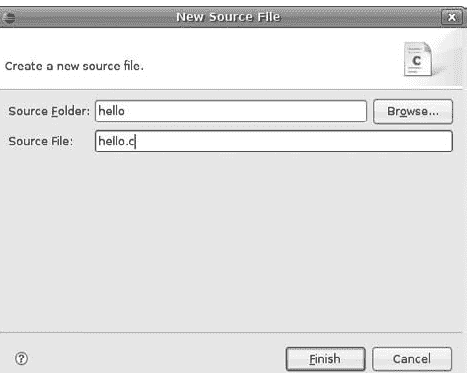 New Source File
Create a new source file.
C
Source Folder: hello Browse...
Source File: hello.c
?
Finish Cancel